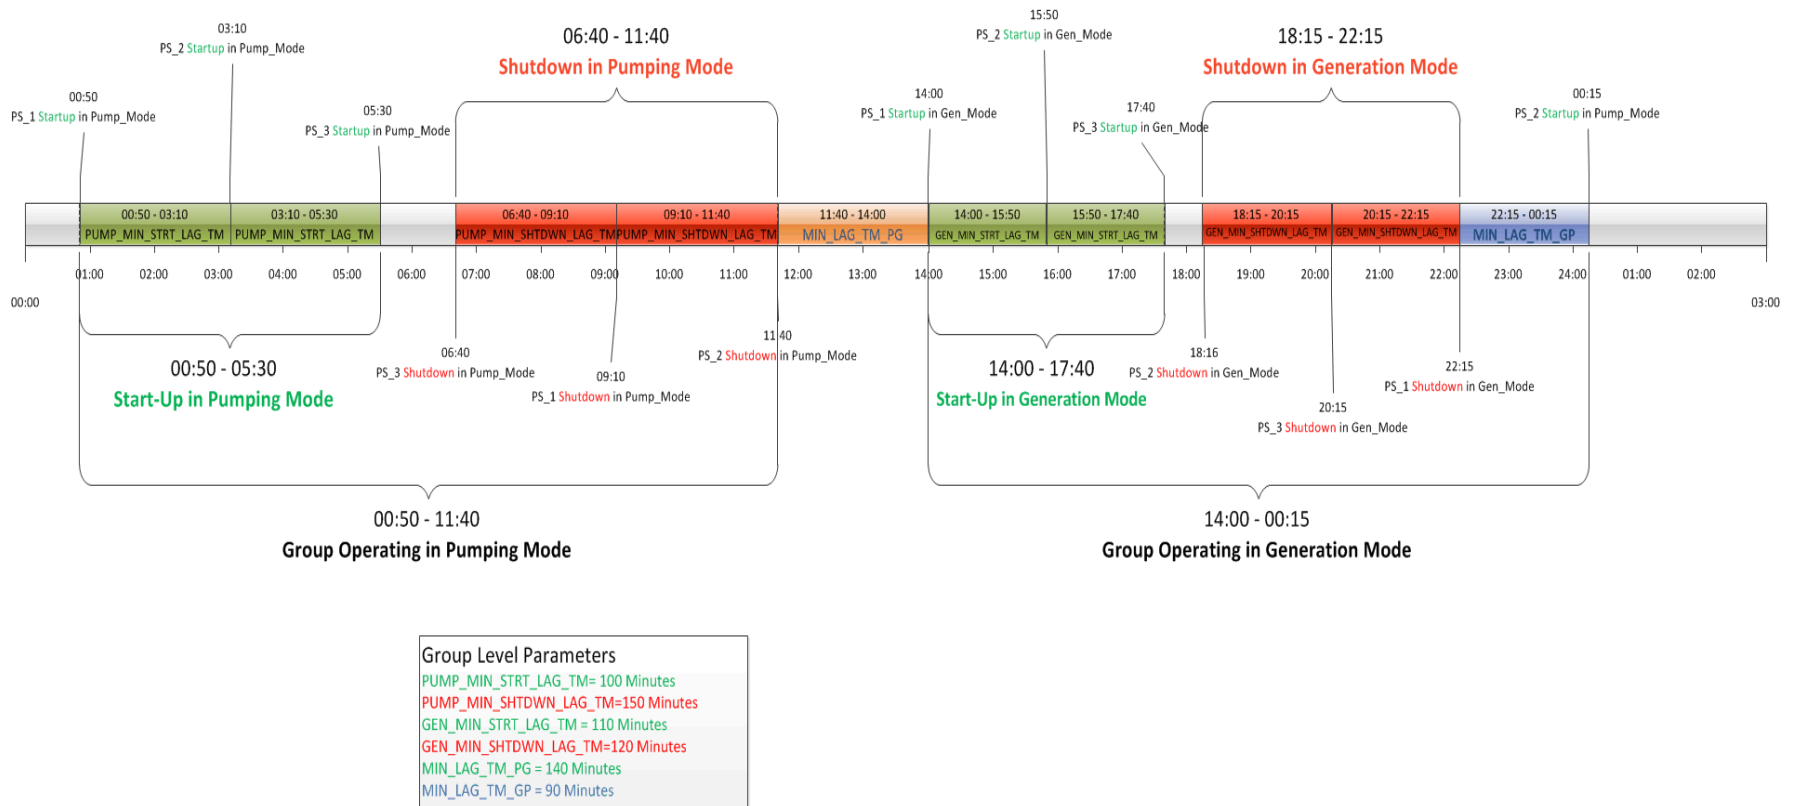 15:50
PS_2 Startup in Gen_Mode
03:10
PS_2 Startup in Pump_Mode
06:40 - 11:40
Shutdown in Pumping Mode
18:15 - 22:15
Shutdown in Generation Mode
00:50
PS_1 Startup in Pump_Mode
05:30
PS_3 Startup in Pump_Mode
14:00
PS_1 Startup in Gen_Mode
17:40
PS_3 Startup in Gen_Mode
00:15
PS_2 Startup in Pump_Mode
00:50 - 03:10
PUMP_MIN_STRT_LAG_TM
03:10 - 05:30
PUMP_MIN_STRT_LAG_TM
06:40 - 09:10
PUMP_MIN_SHTDWN_LAG_TM
09:10 - 11:40
PUMP_MIN_SHTDWN_LAG_TM
11:40 - 14:00
MIN_LAG_TM_PG
14:00 - 15:50
GEN_MIN_STRT_LAG_TM
15:50 - 17:40
GEN_MIN_STRT_LAG_TM
18:15 - 20:15
GEN_MIN_SHTDWN_LAG_TM
20:15 - 22:15
GEN_MIN_SHTDWN_LAG_TM
22:15 - 00:15
MIN_LAG_TM_GP
01:00 02:00 03:00 04:00 05:00 06:00 07:00 08:00 09:00 10:00 11:00 12:00 13:00 14:00 15:00 16:00 17:00 18:00 19:00 20:00 21:00 22:00 23:00 24:00 01:00 02:00
00:00
03:00
00:50 - 05:30
Start-Up in Pumping Mode
06:40
PS_3 Shutdown in Pump_Mode
09:10
PS_1 Shutdown in Pump_Mode
11:40
PS_2 Shutdown in Pump_Mode
14:00 - 17:40
Start-Up in Generation Mode
18:16
PS_2 Shutdown in Gen_Mode
20:15
PS_3 Shutdown in Gen_Mode
22:15
PS_1 Shutdown in Gen_Mode
00:50 - 11:40
Group Operating in Pumping Mode
14:00 - 00:15
Group Operating in Generation Mode
Group Level Parameters
PUMP_MIN_STRT_LAG_TM= 100 Minutes
PUMP_MIN_SHTDWN_LAG_TM=150 Minutes
GEN_MIN_STRT_LAG_TM = 110 Minutes
GEN_MIN_SHTDWN_LAG_TM=120 Minutes
MIN_LAG_TM_PG = 140 Minutes
MIN_LAG_TM_GP = 90 Minutes